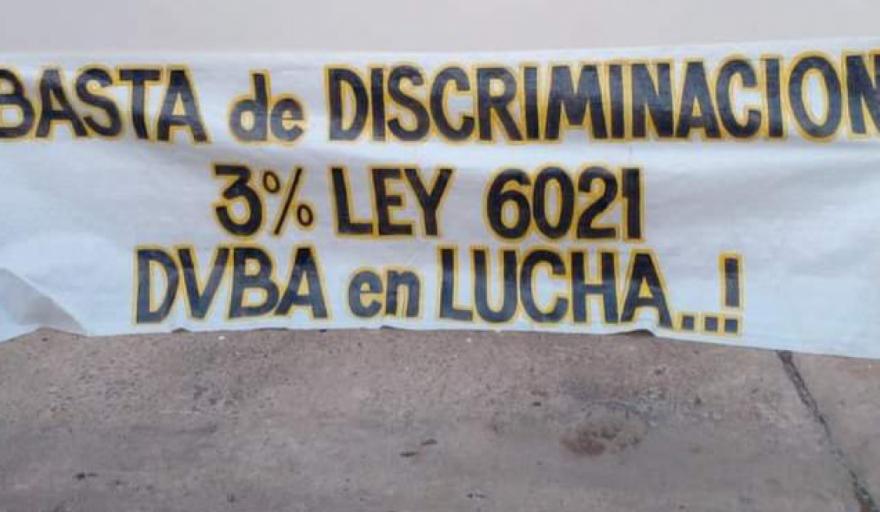 BASTA de DISCRIMINACION
3% LEY 6021
DVBA en LUCHA...!